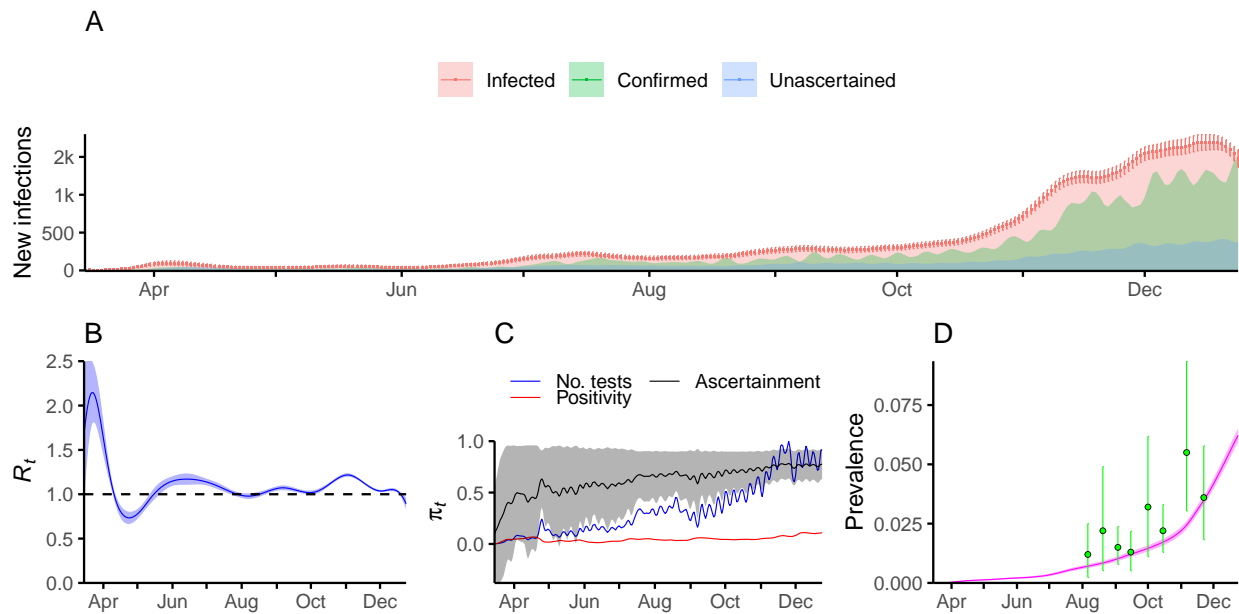 A
Infected Confirmed Unascertained
New infections
2k
1k
500
0
Apr Jun Aug Oct Dec
B
R_t
2.5
2.0
1.5
1.0
0.5
0.0
Apr Jun Aug Oct Dec
C
No. tests Ascertainment
Positivity
π_t
1.0
0.5
0.0
Apr Jun Aug Oct Dec
D
Prevalence
0.075
0.050
0.025
0.000
Apr Jun Aug Oct Dec